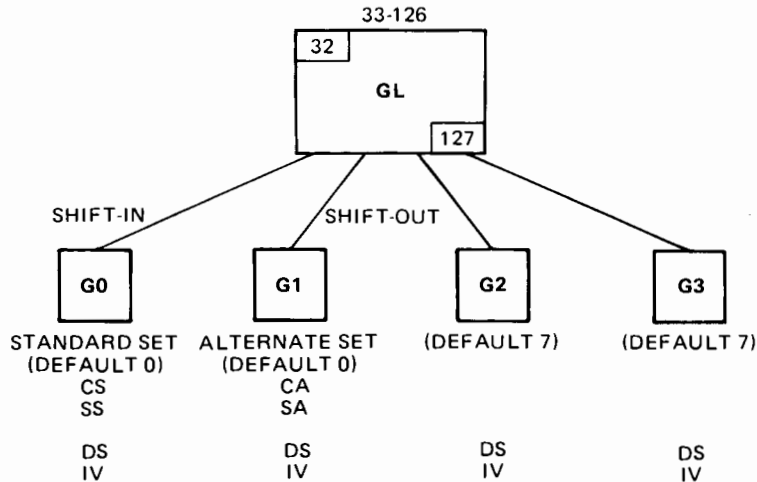 33-126
32
GL
127
SHIFT-IN
SHIFT-OUT
G0
G1
G2
G3
STANDARD SET
(DEFAULT 0)
CS
SS
DS
IV
ALTERNATE SET
(DEFAULT 0)
CA
SA
DS
IV
(DEFAULT 7)
DS
IV
(DEFAULT 7)
DS
IV